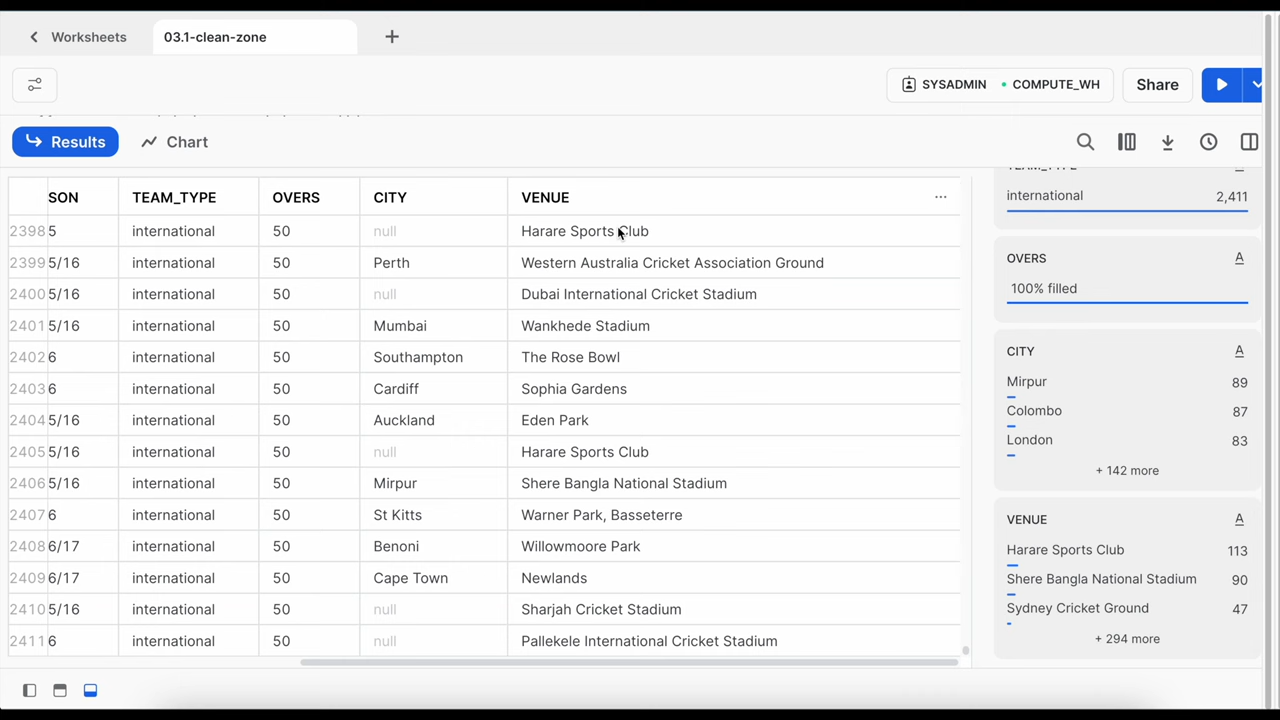 Worksheets 03.1-clean-zone +
SYSADMIN • COMPUTE_WH Share
Results Chart
SON TEAM_TYPE OVERS CITY VENUE ...
2398 5 international 50 null Harare Sports Club
2399 5/16 international 50 Perth Western Australia Cricket Association Ground
2400 5/16 international 50 null Dubai International Cricket Stadium
2401 5/16 international 50 Mumbai Wankhede Stadium
2402 6 international 50 Southampton The Rose Bowl
2403 6 international 50 Cardiff Sophia Gardens
2404 5/16 international 50 Auckland Eden Park
2405 5/16 international 50 null Harare Sports Club
2406 5/16 international 50 Mirpur Shere Bangla National Stadium
2407 6 international 50 St Kitts Warner Park, Basseterre
2408 6/17 international 50 Benoni Willowmoore Park
2409 6/17 international 50 Cape Town Newlands
2410 5/16 international 50 null Sharjah Cricket Stadium
2411 6 international 50 null Pallekele International Cricket Stadium
TEAM_TYPE
international 2,411
OVERS A
100% filled
CITY A
Mirpur 89
Colombo 87
London 83
+ 142 more
VENUE A
Harare Sports Club 113
Shere Bangla National Stadium 90
Sydney Cricket Ground 47
+ 294 more